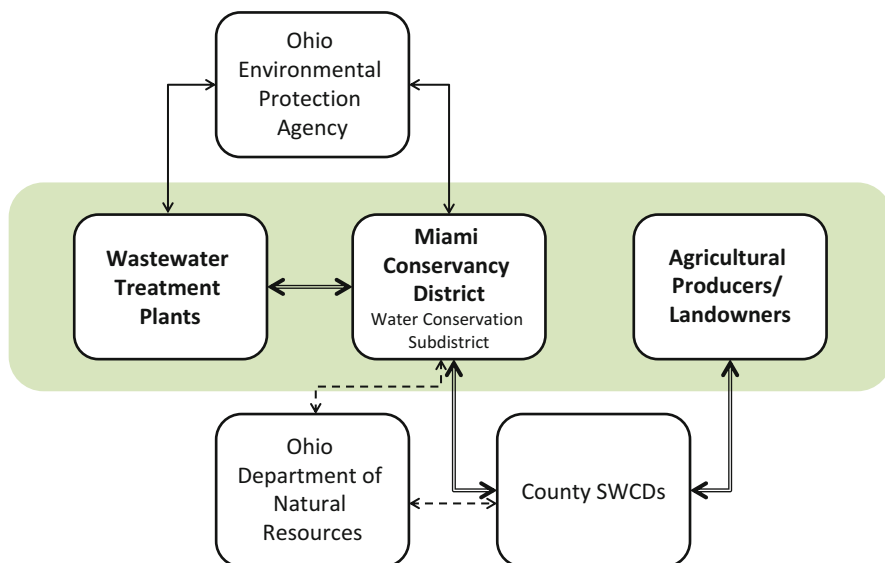 Ohio
Environmental
Protection
Agency
Wastewater
Treatment
Plants
Miami
Conservancy
District
Water Conservation
Subdistrict
Agricultural
Producers/
Landowners
Ohio
Department of
Natural
Resources
County SWCDs